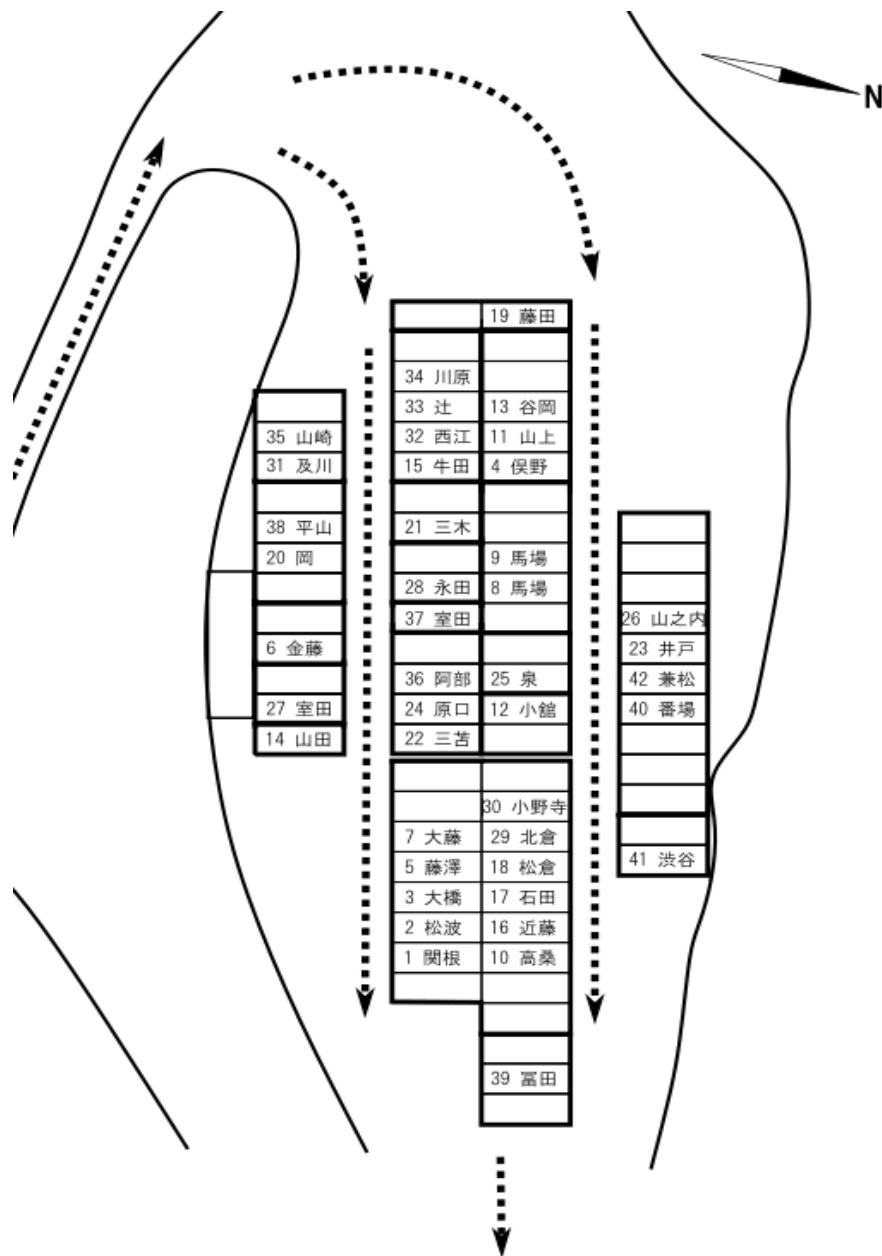 N
19 藤田
34 川原
33 辻
13 谷岡
35 山崎
32 西江
11 山上
31 及川
15 牛田
4 俣野
38 平山
21 三木
20 岡
9 馬場
28 永田
8 馬場
37 室田
26 山之内
6 金藤
23 井戸
36 阿部
25 泉
42 兼松
27 室田
24 原口
12 小舘
40 番場
14 山田
22 三苫
30 小野寺
7 大藤
29 北倉
5 藤澤
18 松倉
41 渋谷
3 大橋
17 石田
2 松波
16 近藤
1 関根
10 高桑
39 冨田